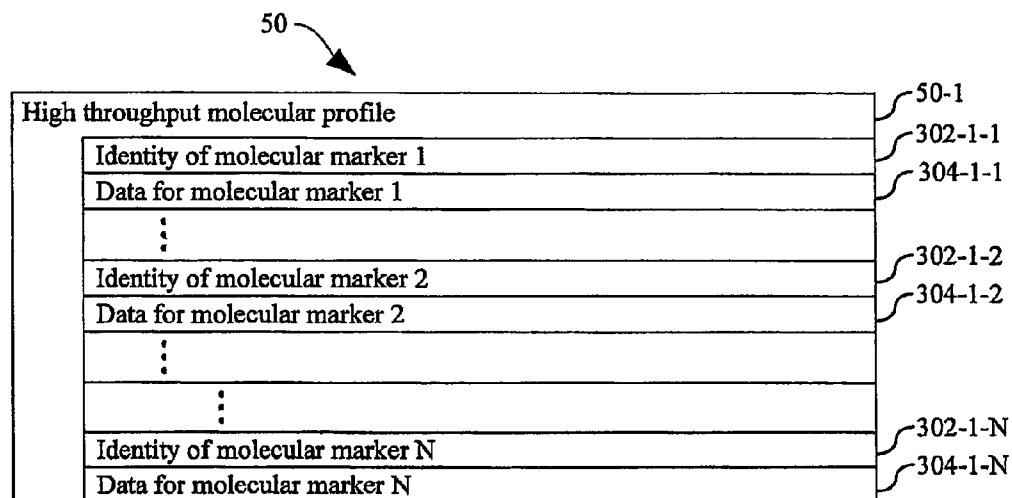 50
High throughput molecular profile
50-1
Identity of molecular marker 1
302-1-1
Data for molecular marker 1
304-1-1
Identity of molecular marker 2
302-1-2
Data for molecular marker 2
304-1-2
Identity of molecular marker N
302-1-N
Data for molecular marker N
304-1-N